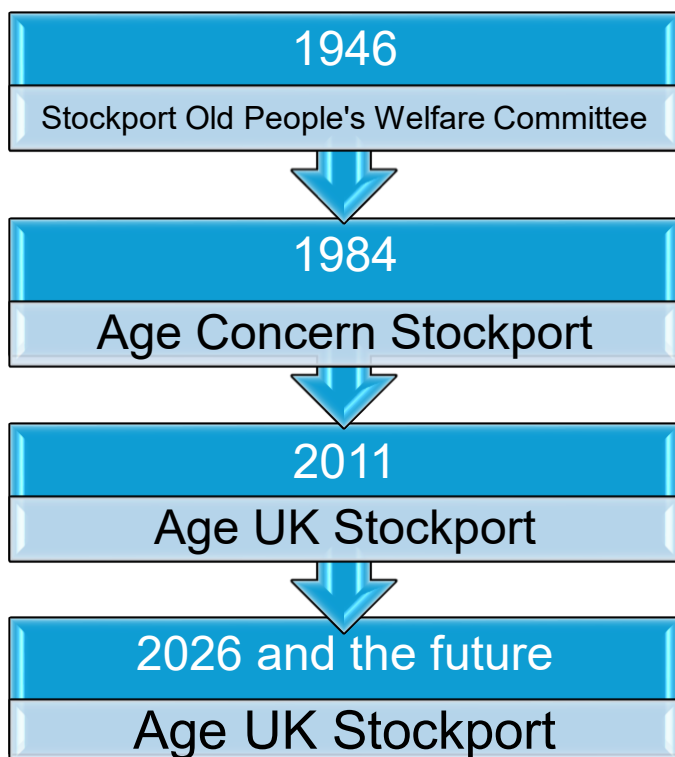 1946
Stockport Old People's Welfare Committee
1984
Age Concern Stockport
2011
Age UK Stockport
2026 and the future
Age UK Stockport